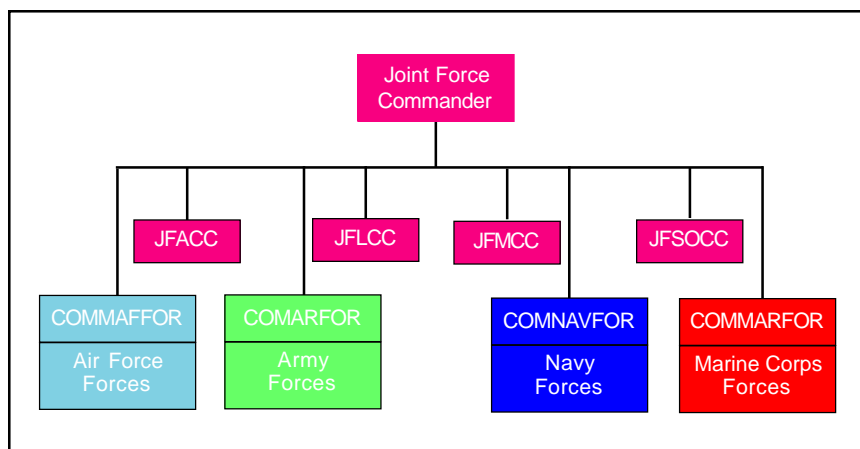 Joint Force
Commander
JFACC
JFLCC
JFMCC
JFSOCC
COMMAFFOR
Air Force
Forces
COMARFOR
Army
Forces
COMNAVFOR
Navy
Forces
COMMARFOR
Marine Corps
Forces